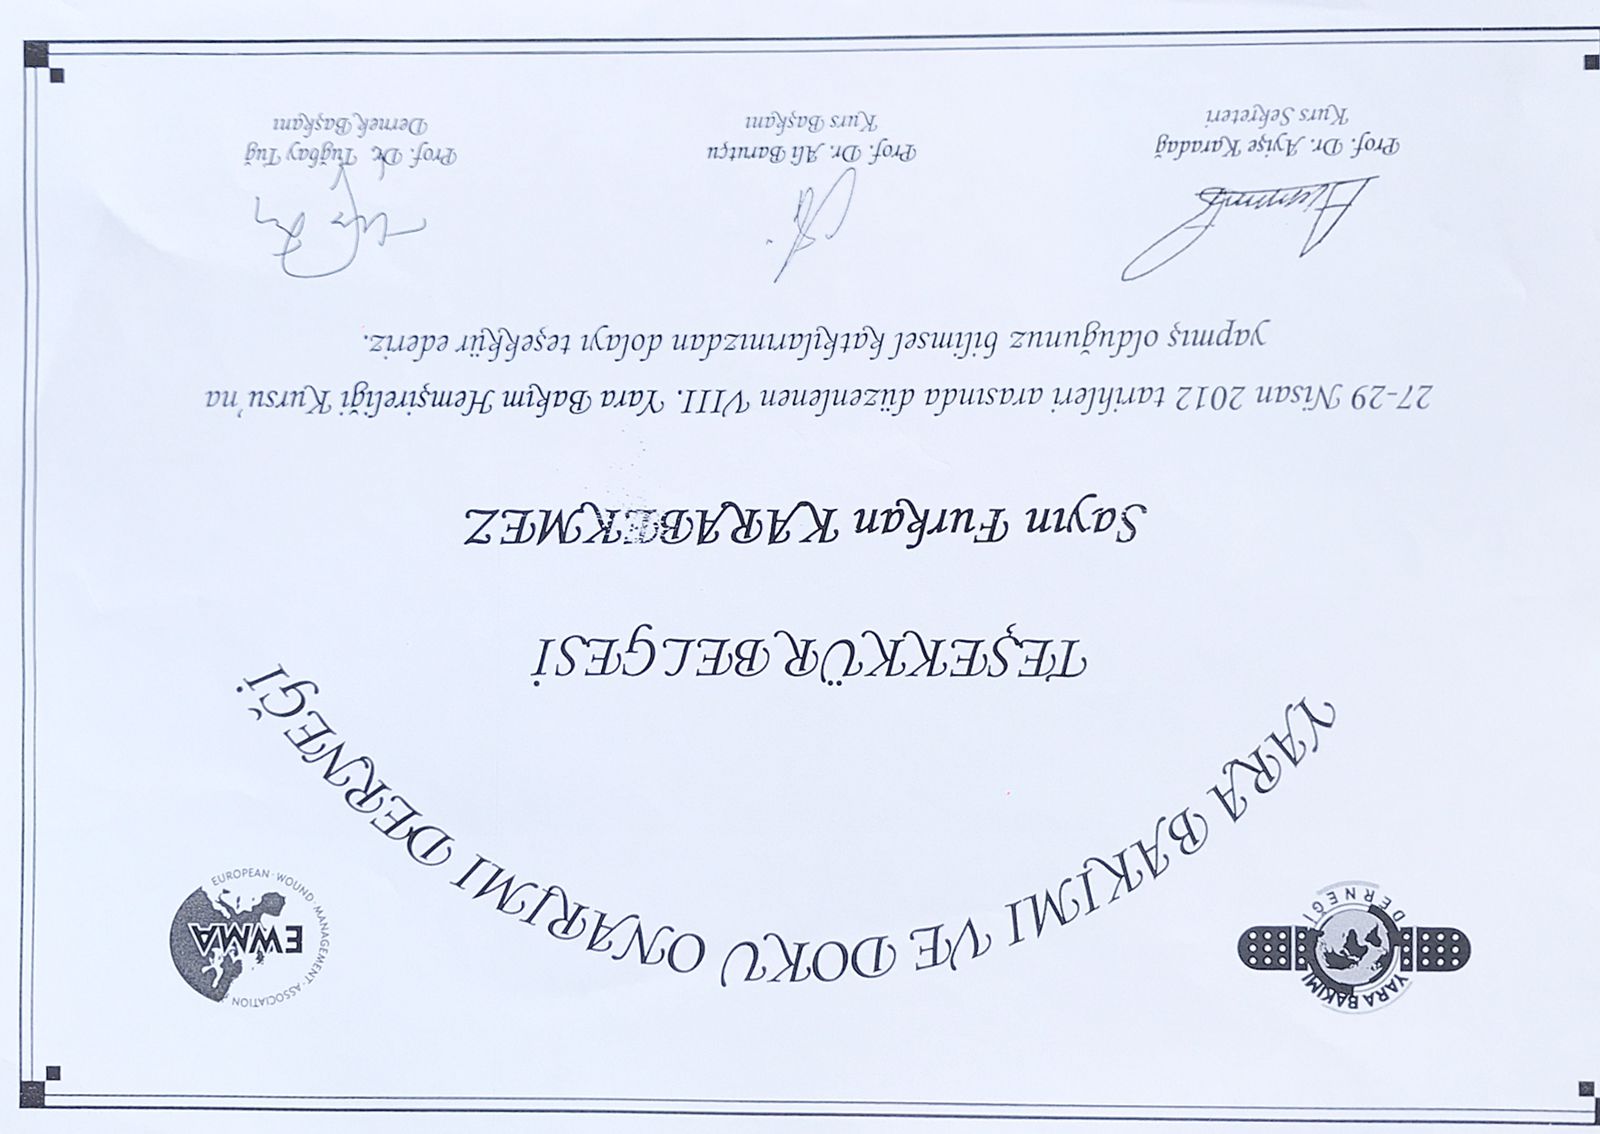 YARA BAKIMI VE DOKU ONARIMI DERNEĞİ
YARA BAKIMI
DERNEĞİ
EWMA
EUROPEAN · WOUND · MANAGEMENT · ASSOCIATION
TEŞEKKÜR BELGESİ
Sayın Furkan KARABEKMEZ
27-29 Nisan 2012 tarihleri arasında düzenlenen VIII. Yara Bakım Hemşireliği Kursu'na
yapmış olduğunuz bilimsel katkılarınızdan dolayı teşekkür ederiz.
Prof. Dr. Ayişe Karadağ
Kurs Sekreteri
Prof. Dr. Ali Barutçu
Kurs Başkanı
Prof. Dr. Tuğbay Tuğ
Dernek Başkanı